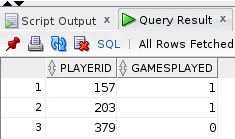 Script Output × Query Result ×
SQL | All Rows Fetched
PLAYERID GAMESPLAYED
1 157 1
2 203 1
3 379 0